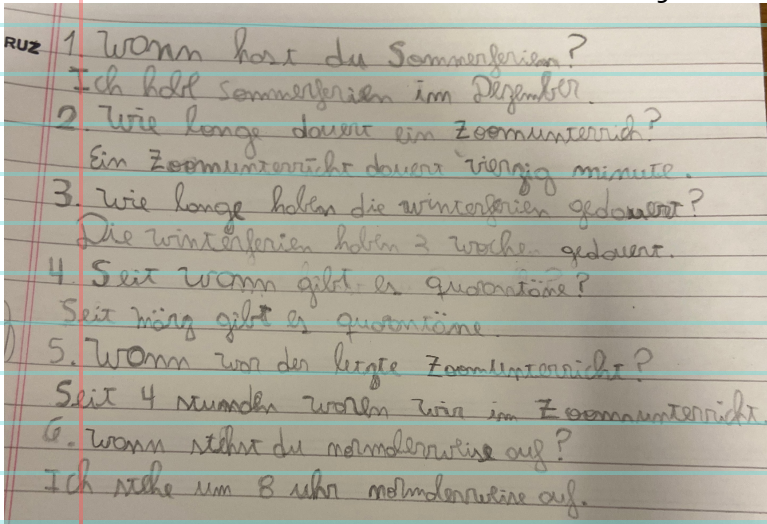 RUZ 1. Wann hast du Sommerferien?
Ich habe sommerferien im Dezember.
2. Wie lange dauert ein Zoomunterrich?
Ein Zoomunterricht dauert vierzig minute.
3. wie lange haben die winterferien gedauert?
Die winterferien haben 2 woche gedauert.
4. Seit wann gibt es quarantäne?
Seit märz gibt es quarantäne
5. Wann war der letzte Zoomunterricht?
Seit 4 stunden waren wir im Zoomunterricht.
6. wann stehst du normalerweise auf?
Ich stehe um 8 uhr normalerweise auf.